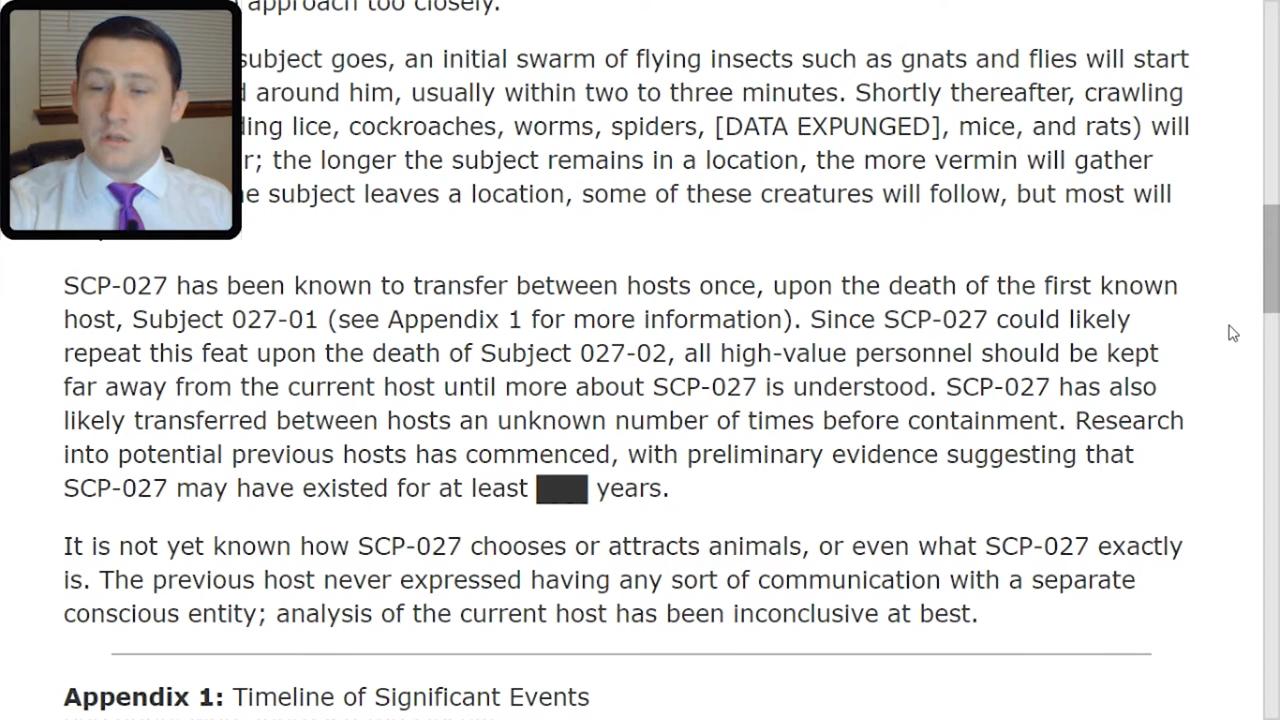 approach too closely.
subject goes, an initial swarm of flying insects such as gnats and flies will start
around him, usually within two to three minutes. Shortly thereafter, crawling
lice, cockroaches, worms, spiders, [DATA EXPUNGED], mice, and rats) will
; the longer the subject remains in a location, the more vermin will gather
subject leaves a location, some of these creatures will follow, but most will
SCP-027 has been known to transfer between hosts once, upon the death of the first known
host, Subject 027-01 (see Appendix 1 for more information). Since SCP-027 could likely
repeat this feat upon the death of Subject 027-02, all high-value personnel should be kept
far away from the current host until more about SCP-027 is understood. SCP-027 has also
likely transferred between hosts an unknown number of times before containment. Research
into potential previous hosts has commenced, with preliminary evidence suggesting that
SCP-027 may have existed for at least ███ years.
It is not yet known how SCP-027 chooses or attracts animals, or even what SCP-027 exactly
is. The previous host never expressed having any sort of communication with a separate
conscious entity; analysis of the current host has been inconclusive at best.
Appendix 1: Timeline of Significant Events